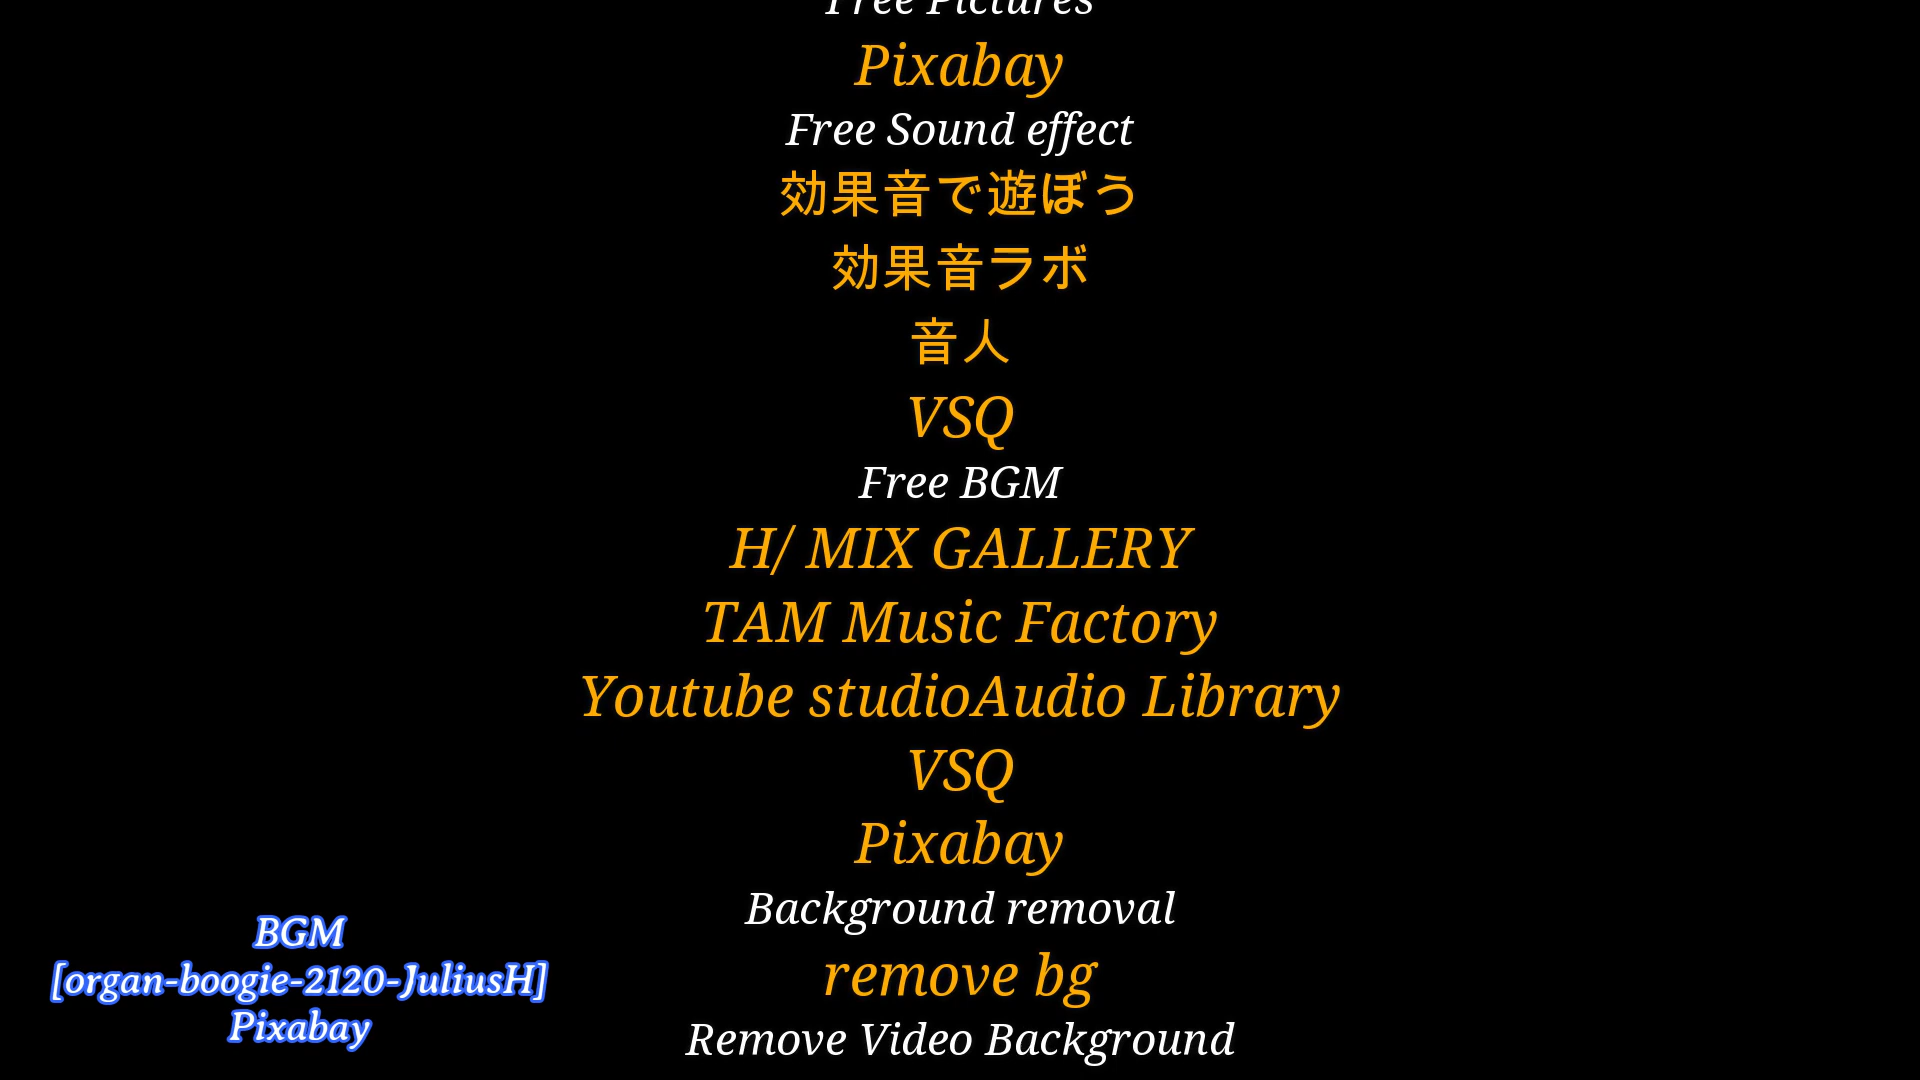 Free Pictures
Pixabay
Free Sound effect
効果音で遊ぼう
効果音ラボ
音人
VSQ
Free BGM
H/ MIX GALLERY
TAM Music Factory
Youtube studioAudio Library
VSQ
Pixabay
Background removal
remove bg
Remove Video Background
BGM
[organ-boogie-2120-JuliusH]
Pixabay